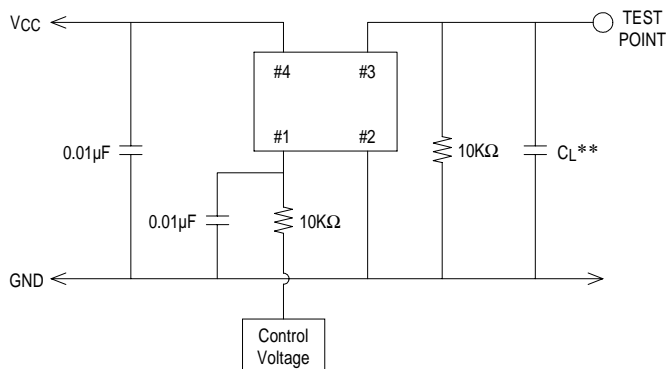 VCC
TEST
POINT
#4 #3
#1 #2
0.01µF
10KΩ
CL**
0.01µF
10KΩ
GND
Control
Voltage